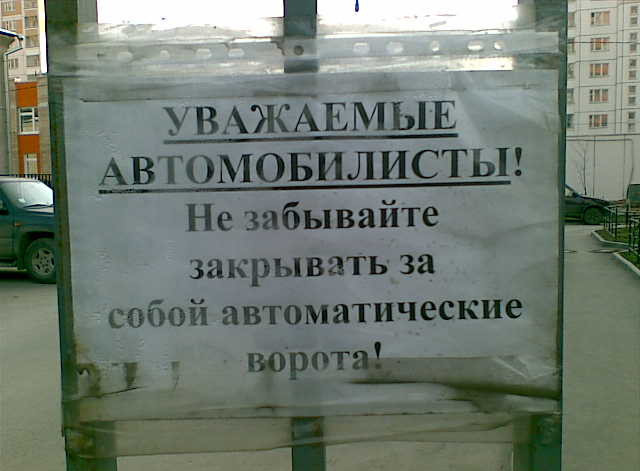 УВАЖАЕМЫЕ
АВТОМОБИЛИСТЫ!
Не забывайте
закрывать за
собой автоматические
ворота!